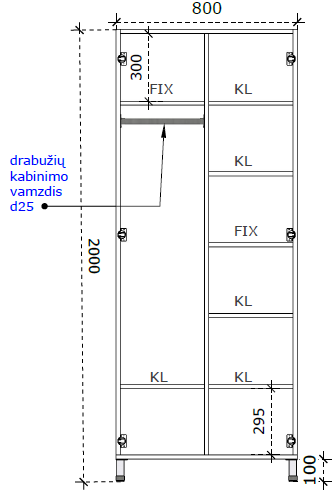 800
300
FIX
KL
drabužių
kabinimo
vamzdis
d25
KL
FIX
2000
KL
KL
KL
295
100